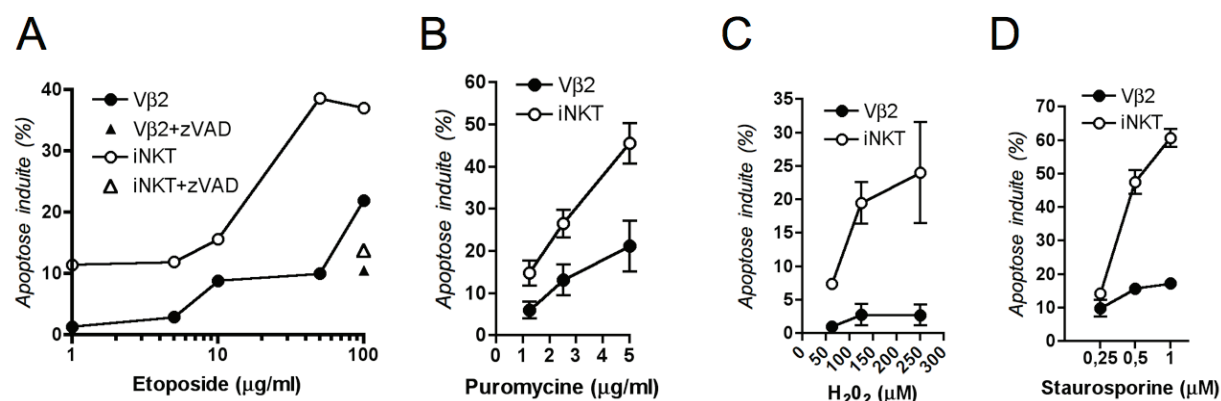 A
Apoptose induite (%)
40
30
20
10
0
Vβ2
Vβ2+zVAD
iNKT
iNKT+zVAD
1
10
100
Etoposide (μg/ml)
B
Apoptose induite (%)
60
50
40
30
20
10
0
Vβ2
iNKT
0
1
2
3
4
5
Puromycine (μg/ml)
C
Apoptose induite (%)
35
30
25
20
15
10
5
0
Vβ2
iNKT
0
50
100
150
200
250
300
H₂0₂ (μM)
D
Apoptose induite (%)
70
60
50
40
30
20
10
0
Vβ2
iNKT
0,25
0,5
1
Staurosporine (μM)